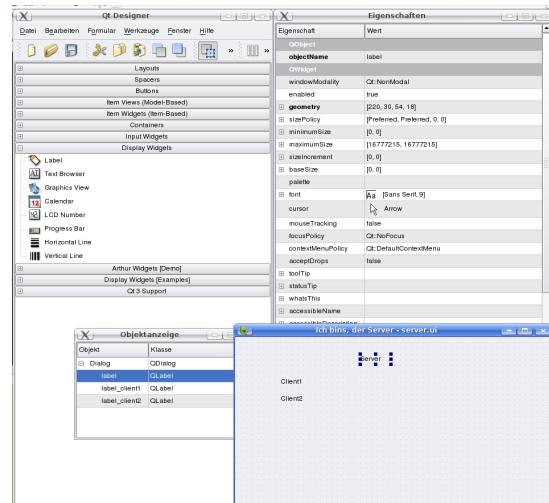 Qt Designer
Datei Bearbeiten Formular Werkzeuge Fenster Hilfe
Layouts
Spacers
Buttons
Item Views (Model-Based)
Item Widgets (Item-Based)
Containers
Input Widgets
Display Widgets
Label
Text Browser
Graphics View
Calendar
LCD Number
Progress Bar
Horizontal Line
Vertical Line
Arthur Widgets [Demo]
Display Widgets [Examples]
Qt 3 Support
Eigenschaften
Eigenschaft Wert
QObject
objectName label
QWidget
windowModality Qt::NonModal
enabled true
geometry [220, 30, 54, 18]
sizePolicy [Preferred, Preferred, 0, 0]
minimumSize [0, 0]
maximumSize [16777215, 16777215]
sizeIncrement [0, 0]
baseSize [0, 0]
palette
font [Sans Serif, 9]
cursor Arrow
mouseTracking false
focusPolicy Qt::NoFocus
contextMenuPolicy Qt::DefaultContextMenu
acceptDrops false
toolTip
statusTip
whatsThis
accessibleName
Objektanzeige
Objekt Klasse
Dialog QDialog
label QLabel
label_client1 QLabel
label_client2 QLabel
Ich bins, der Server - server.ui
Server
Client1
Client2